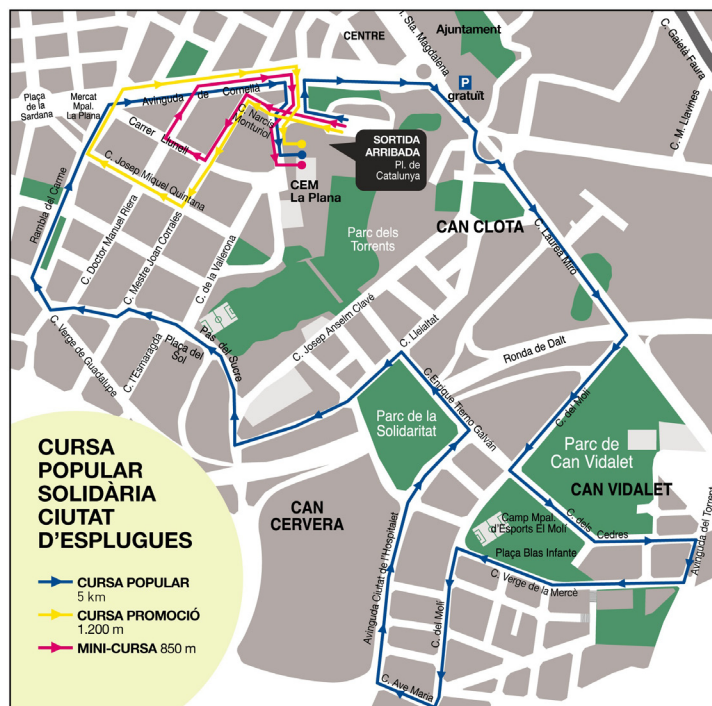 C. Sta. Magdalena
Ajuntament
C. Gaietà Faura
CENTRE
P
gratuït
C. M. Llavines
Plaça
de la
Sardana
Mercat
Mpal.
La Plana
Avinguda de Cornellà
C. Narcís
Monturiol
Carrer Llunell
SORTIDA
ARRIBADA
Pl. de
Catalunya
C. Josep Miquel Quintana
CEM
La Plana
Rambla del Carme
C. Doctor Manuel Riera
C. Mestre Joan Corrales
C. de la Vallerona
Parc dels
Torrents
CAN CLOTA
C. Laureà Miró
C. Verge de Guadalupe
C. l'Esmaragda
Plaça del
Sol
Pas. del Sucre
C. Josep Anselm Clavé
C. Lleialtat
Ronda de Dalt
C. Enrique Tierno Galván
C. del Molí
Parc de la
Solidaritat
Parc de
Can Vidalet
CAN VIDALET
CAN
CERVERA
Camp Mpal.
d'Esports El Molí
C. dels
Cedres
Avinguda del Torrent
Plaça Blas Infante
C. Verge de la Mercè
Avinguda Ciutat de l'Hospitalet
C. del Molí
C. Ave Maria
CURSA
POPULAR
SOLIDÀRIA
CIUTAT
D'ESPLUGUES
CURSA POPULAR
5 km
CURSA PROMOCIÓ
1.200 m
MINI-CURSA 850 m